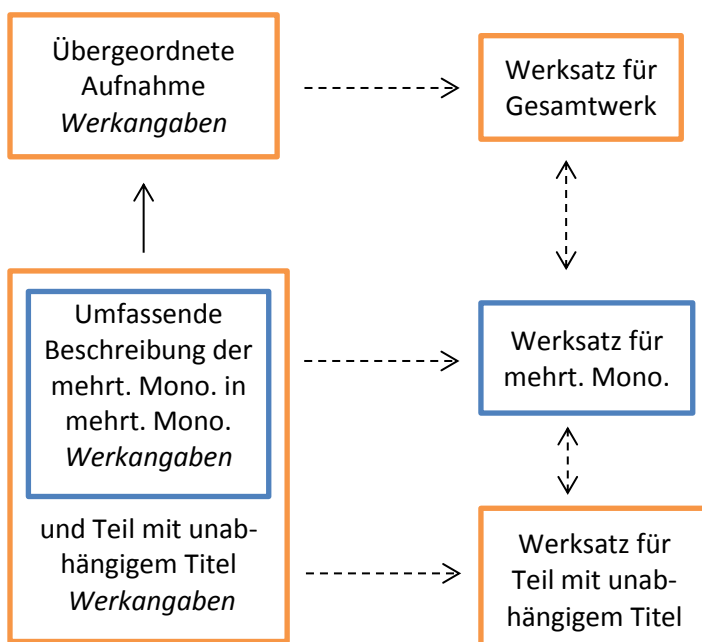 Übergeordnete
Aufnahme
Werkangaben
Werksatz für
Gesamtwerk
Umfassende
Beschreibung der
mehrt. Mono. in
mehrt. Mono.
Werkangaben
Werksatz für
mehrt. Mono.
und Teil mit unab-
hängigem Titel
Werkangaben
Werksatz für
Teil mit unab-
hängigem Titel